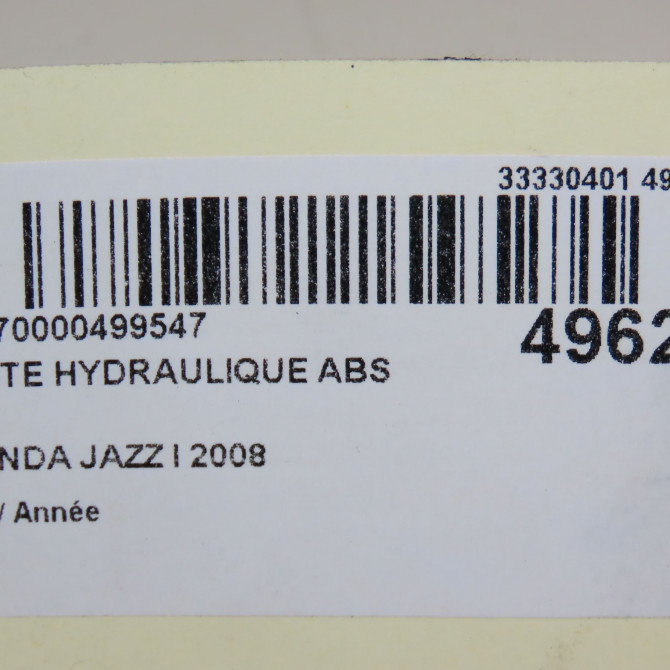 33330401 49
70000499547
4962
TE HYDRAULIQUE ABS
NDA JAZZ I 2008
/ Année